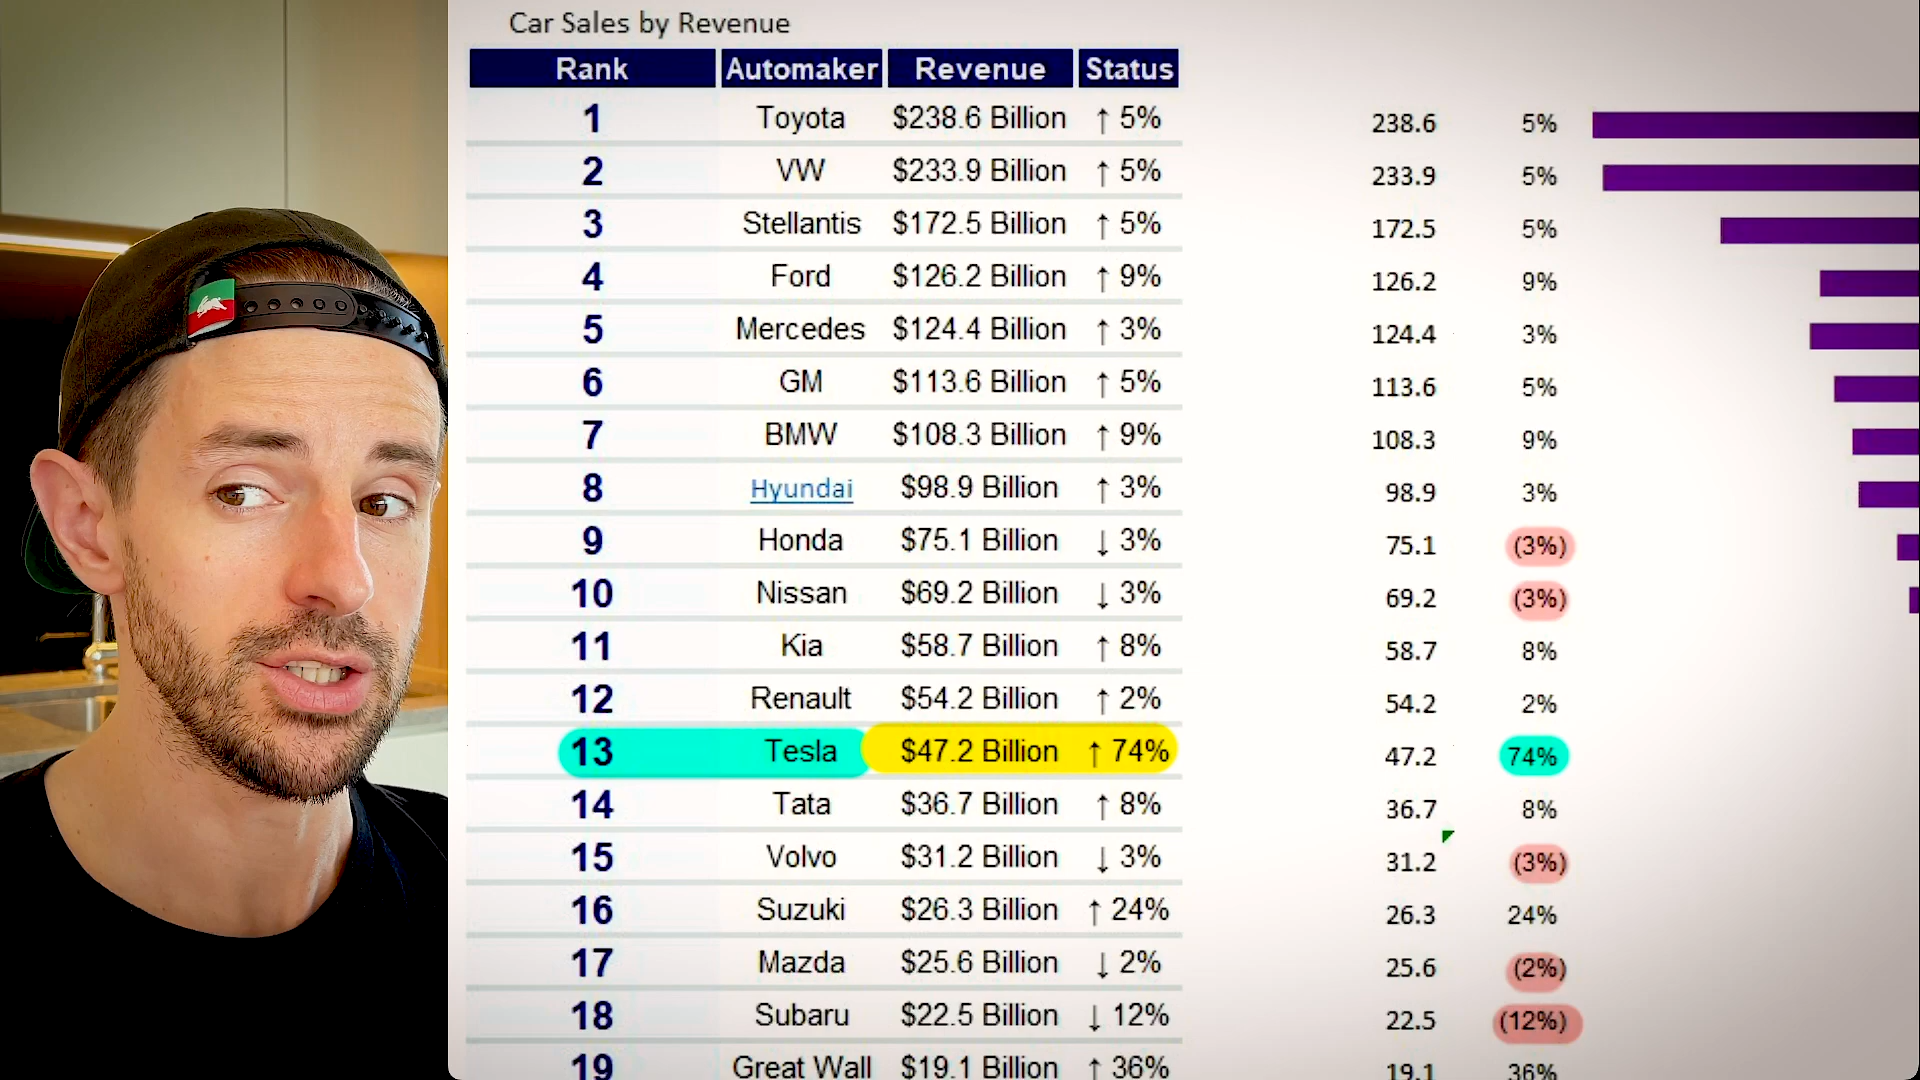 Car Sales by Revenue
Rank Automaker Revenue Status
1 Toyota $238.6 Billion ↑ 5% 238.6 5%
2 VW $233.9 Billion ↑ 5% 233.9 5%
3 Stellantis $172.5 Billion ↑ 5% 172.5 5%
4 Ford $126.2 Billion ↑ 9% 126.2 9%
5 Mercedes $124.4 Billion ↑ 3% 124.4 3%
6 GM $113.6 Billion ↑ 5% 113.6 5%
7 BMW $108.3 Billion ↑ 9% 108.3 9%
8 Hyundai $98.9 Billion ↑ 3% 98.9 3%
9 Honda $75.1 Billion ↓ 3% 75.1 (3%)
10 Nissan $69.2 Billion ↓ 3% 69.2 (3%)
11 Kia $58.7 Billion ↑ 8% 58.7 8%
12 Renault $54.2 Billion ↑ 2% 54.2 2%
13 Tesla $47.2 Billion ↑ 74% 47.2 74%
14 Tata $36.7 Billion ↑ 8% 36.7 8%
15 Volvo $31.2 Billion ↓ 3% 31.2 (3%)
16 Suzuki $26.3 Billion ↑ 24% 26.3 24%
17 Mazda $25.6 Billion ↓ 2% 25.6 (2%)
18 Subaru $22.5 Billion ↓ 12% 22.5 (12%)
19 Great Wall $19.1 Billion ↑ 36% 19.1 36%